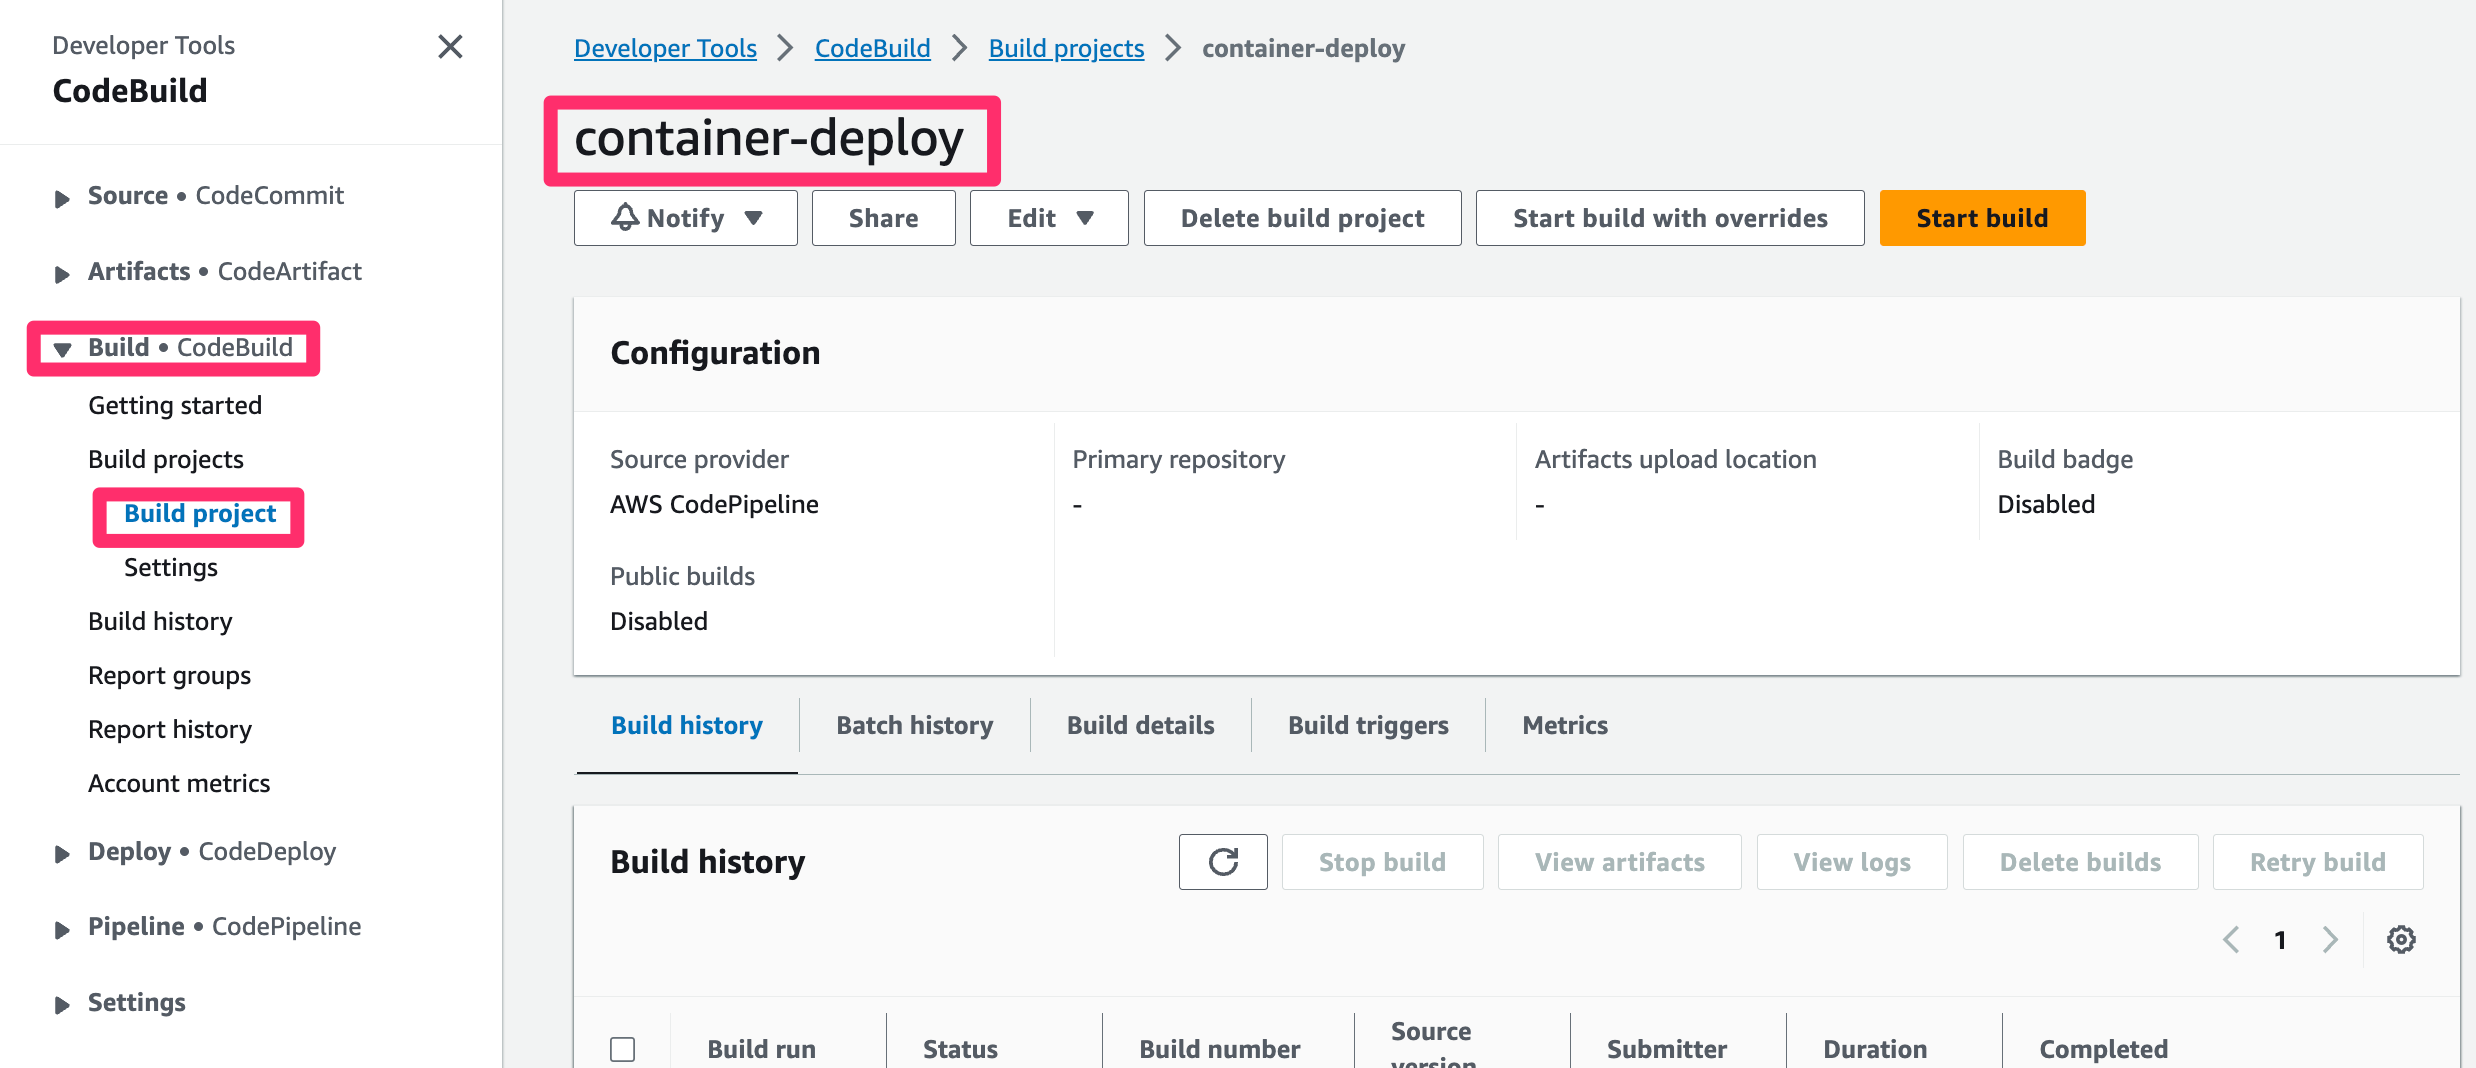 Developer Tools
CodeBuild
Source • CodeCommit
Artifacts • CodeArtifact
Build • CodeBuild
Getting started
Build projects
Build project
Settings
Build history
Report groups
Report history
Account metrics
Deploy • CodeDeploy
Pipeline • CodePipeline
Settings
Developer Tools > CodeBuild > Build projects > container-deploy
container-deploy
Notify Share Edit Delete build project Start build with overrides Start build
Configuration
Source provider Primary repository Artifacts upload location Build badge
AWS CodePipeline - - Disabled
Public builds
Disabled
Build history Batch history Build details Build triggers Metrics
Build history Stop build View artifacts View logs Delete builds Retry build
1
Build run Status Build number Source version Submitter Duration Completed